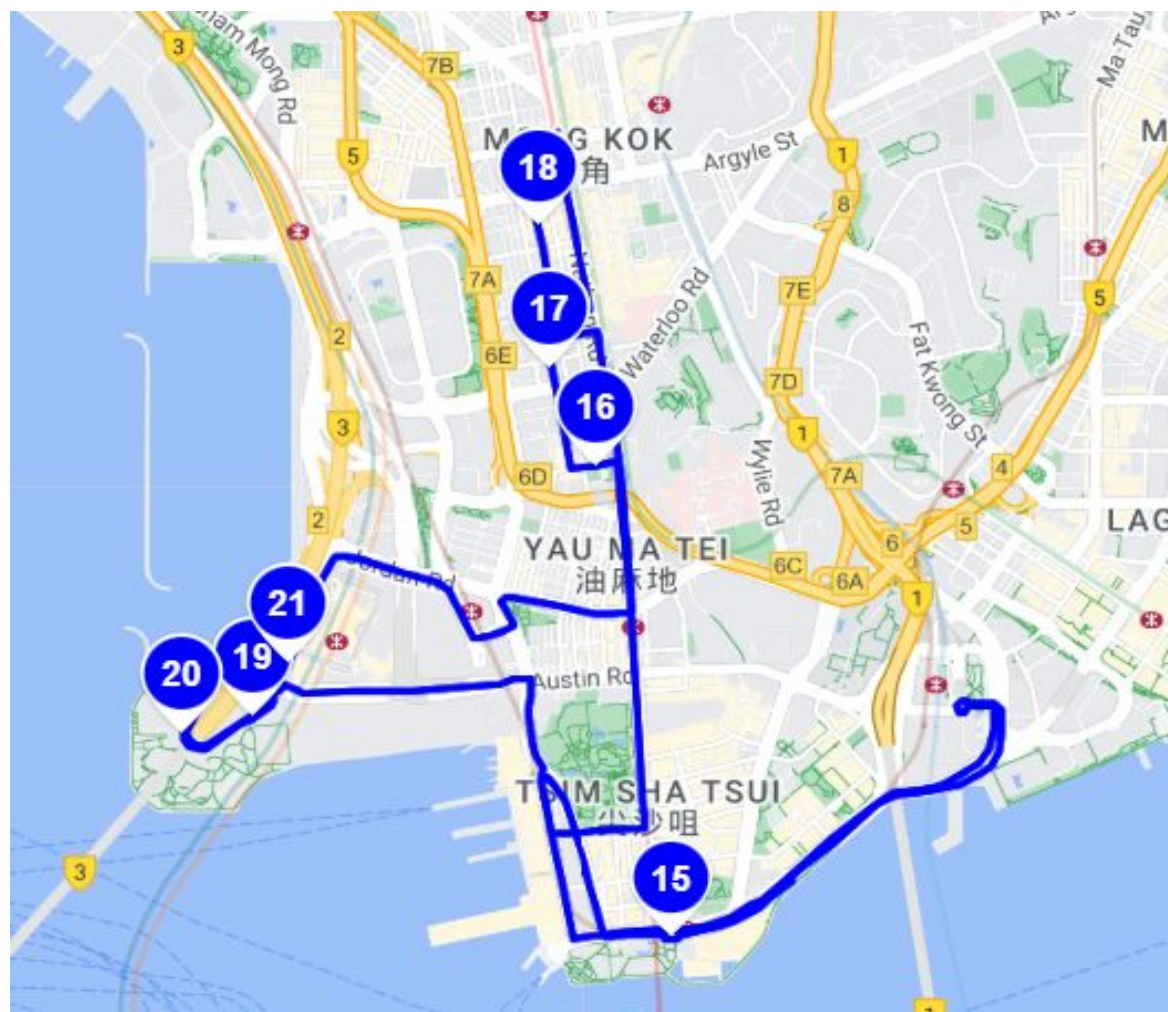 3
ham Mong Rd
7B
5
1
Argyle St
Ma Tau
M
MONG KOK
角
18
8
7A
7E
5
2
17
6E
Waterloo Rd
Fat Kwong St
7D
3
16
1
Wylie Rd
6D
7A
4
5
2
6
LAG
YAU MA TEI
油麻地
6C
6A
1
Jordan Rd
21
19
20
Austin Rd
TSIM SHA TSUI
尖沙咀
3
15
1